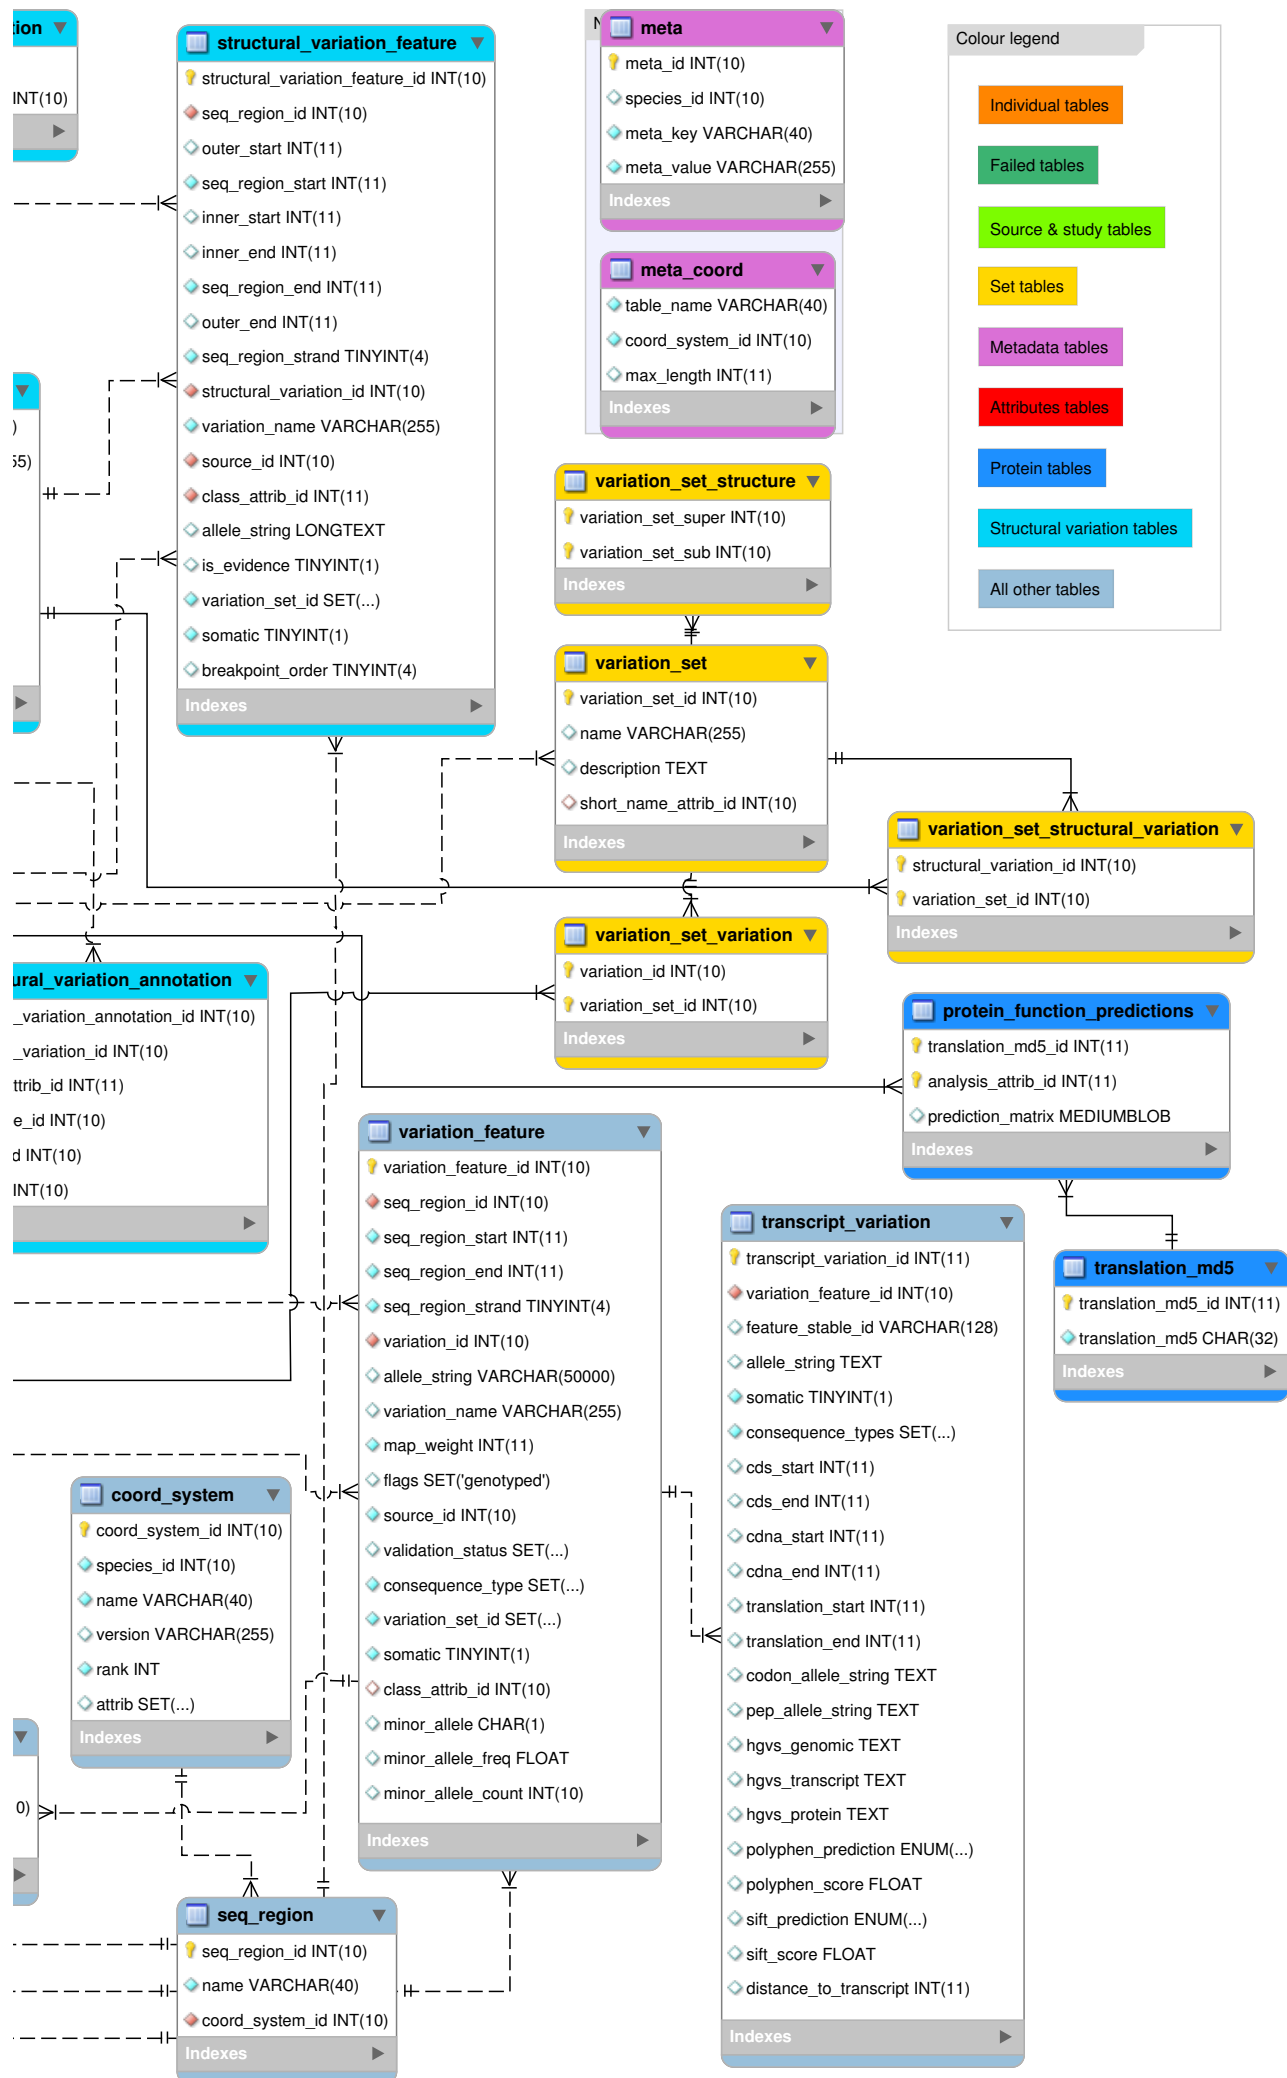 tion
INT(10)
structural_variation_feature
structural_variation_feature_id INT(10)
seq_region_id INT(10)
outer_start INT(11)
seq_region_start INT(11)
inner_start INT(11)
inner_end INT(11)
seq_region_end INT(11)
outer_end INT(11)
seq_region_strand TINYINT(4)
structural_variation_id INT(10)
variation_name VARCHAR(255)
source_id INT(10)
class_attrib_id INT(11)
allele_string LONGTEXT
is_evidence TINYINT(1)
variation_set_id SET(...)
somatic TINYINT(1)
breakpoint_order TINYINT(4)
Indexes
N
meta
meta_id INT(10)
species_id INT(10)
meta_key VARCHAR(40)
meta_value VARCHAR(255)
Indexes
meta_coord
table_name VARCHAR(40)
coord_system_id INT(10)
max_length INT(11)
Indexes
Colour legend
Individual tables
Failed tables
Source & study tables
Set tables
Metadata tables
Attributes tables
Protein tables
Structural variation tables
All other tables
)
55)
variation_set_structure
variation_set_super INT(10)
variation_set_sub INT(10)
Indexes
variation_set
variation_set_id INT(10)
name VARCHAR(255)
description TEXT
short_name_attrib_id INT(10)
Indexes
variation_set_structural_variation
structural_variation_id INT(10)
variation_set_id INT(10)
Indexes
variation_set_variation
variation_id INT(10)
variation_set_id INT(10)
Indexes
ural_variation_annotation
_variation_annotation_id INT(10)
_variation_id INT(10)
ttrib_id INT(11)
e_id INT(10)
d INT(10)
INT(10)
protein_function_predictions
translation_md5_id INT(11)
analysis_attrib_id INT(11)
prediction_matrix MEDIUMBLOB
Indexes
translation_md5
translation_md5_id INT(11)
translation_md5 CHAR(32)
Indexes
variation_feature
variation_feature_id INT(10)
seq_region_id INT(10)
seq_region_start INT(11)
seq_region_end INT(11)
seq_region_strand TINYINT(4)
variation_id INT(10)
allele_string VARCHAR(50000)
variation_name VARCHAR(255)
map_weight INT(11)
flags SET('genotyped')
source_id INT(10)
validation_status SET(...)
consequence_type SET(...)
variation_set_id SET(...)
somatic TINYINT(1)
class_attrib_id INT(10)
minor_allele CHAR(1)
minor_allele_freq FLOAT
minor_allele_count INT(10)
Indexes
transcript_variation
transcript_variation_id INT(11)
variation_feature_id INT(10)
feature_stable_id VARCHAR(128)
allele_string TEXT
somatic TINYINT(1)
consequence_types SET(...)
cds_start INT(11)
cds_end INT(11)
cdna_start INT(11)
cdna_end INT(11)
translation_start INT(11)
translation_end INT(11)
codon_allele_string TEXT
pep_allele_string TEXT
hgvs_genomic TEXT
hgvs_transcript TEXT
hgvs_protein TEXT
polyphen_prediction ENUM(...)
polyphen_score FLOAT
sift_prediction ENUM(...)
sift_score FLOAT
distance_to_transcript INT(11)
Indexes
coord_system
coord_system_id INT(10)
species_id INT(10)
name VARCHAR(40)
version VARCHAR(255)
rank INT
attrib SET(...)
Indexes
0)
seq_region
seq_region_id INT(10)
name VARCHAR(40)
coord_system_id INT(10)
Indexes